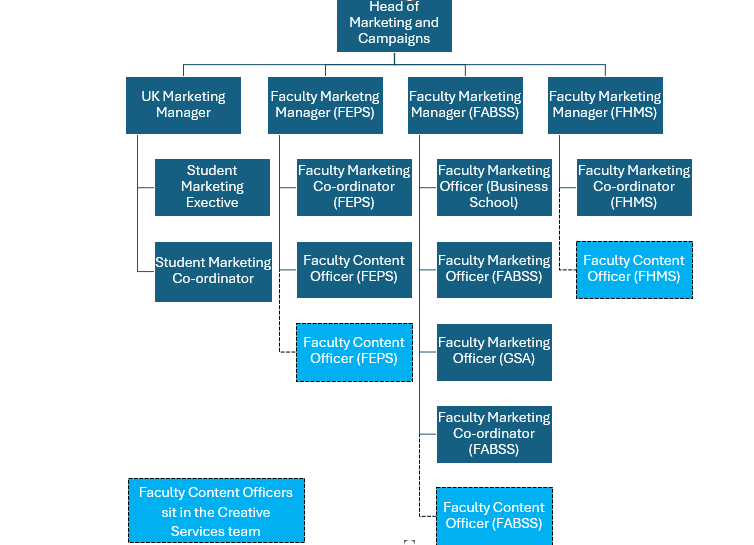 Head of
Marketing and
Campaigns
UK Marketing
Manager
Faculty Marketng
Manager (FEPS)
Faculty Marketing
Manager (FABSS)
Faculty Marketing
Manager (FHMS)
Student
Marketing
Exective
Faculty Marketing
Co-ordinator
(FEPS)
Faculty Marketing
Officer (Business
School)
Faculty Marketing
Co-ordinator
(FHMS)
Student Marketing
Co-ordinator
Faculty Content
Officer (FEPS)
Faculty Marketing
Officer (FABSS)
Faculty Content
Officer (FHMS)
Faculty Content
Officer (FEPS)
Faculty Marketing
Officer (GSA)
Faculty Marketing
Co-ordinator
(FABSS)
Faculty Content Officers
sit in the Creative
Services team
Faculty Content
Officer (FABSS)